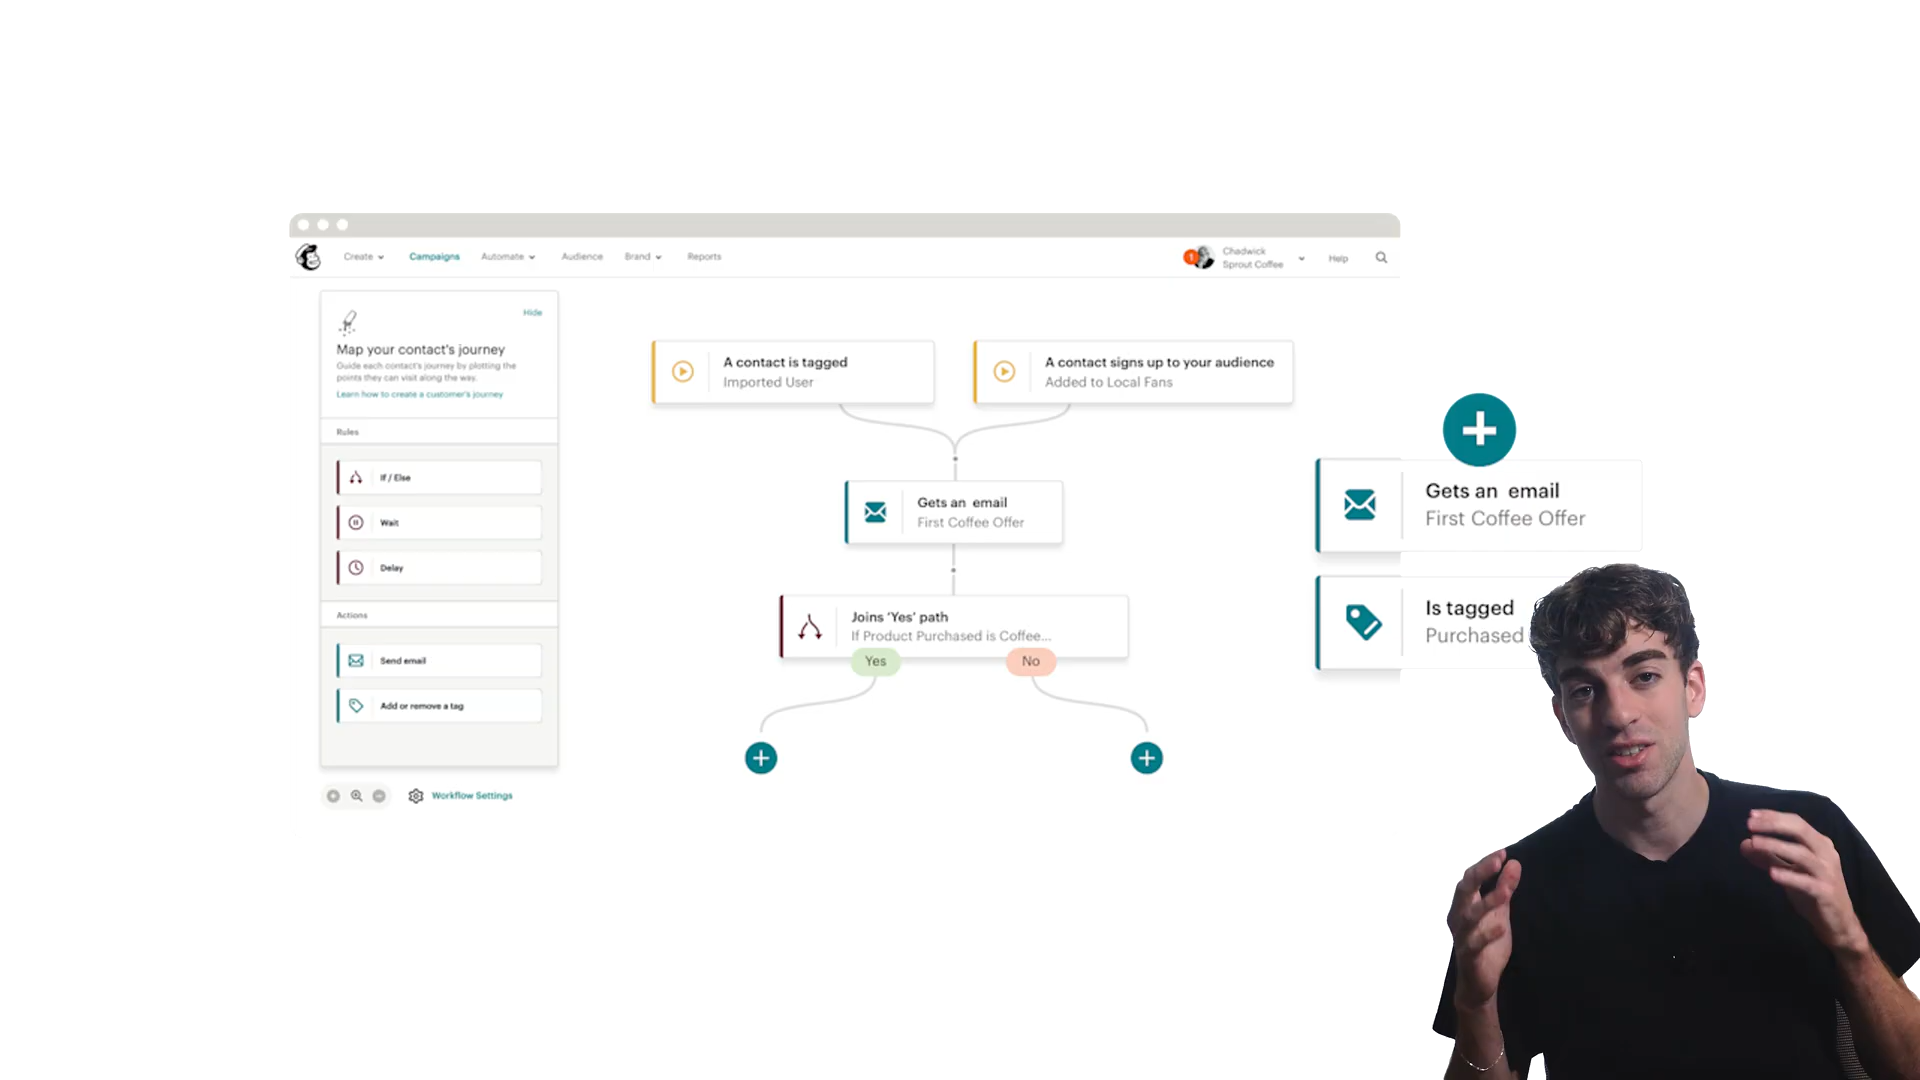 Create
Campaigns
Automate
Audience
Brand
Reports
1
Chadwick
Sprout Coffee
Help
Hide
Map your contact's journey
Guide each contact's journey by plotting the
points they can visit along the way.
Learn how to create a customer's journey
Rules
If / Else
Wait
Delay
Actions
Send email
Add or remove a tag
Workflow Settings
A contact is tagged
Imported User
A contact signs up to your audience
Added to Local Fans
Gets an email
First Coffee Offer
Joins ‘Yes’ path
If Product Purchased is Coffee...
Yes
No
Gets an email
First Coffee Offer
Is tagged
Purchased